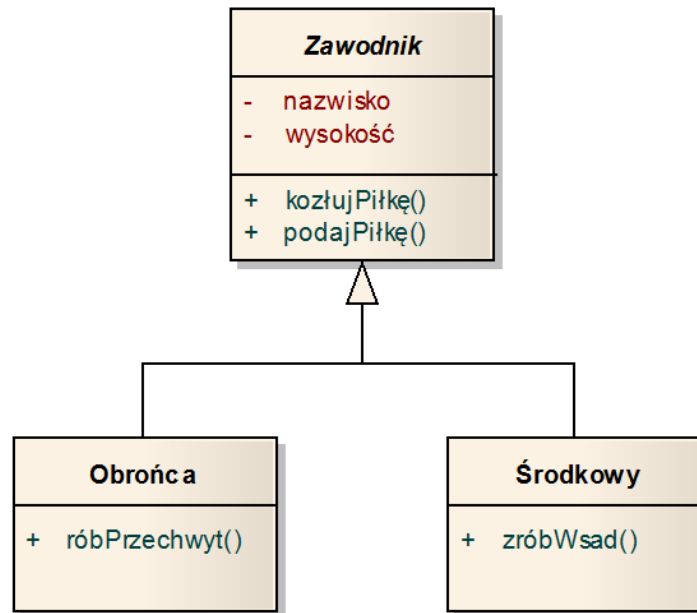 Zawodnik
- nazwisko
- wysokość
+ kozłujPiłkę()
+ podajPiłkę()
Obrońca
+ róbPrzechwyt()
Środkowy
+ zróbWsad()